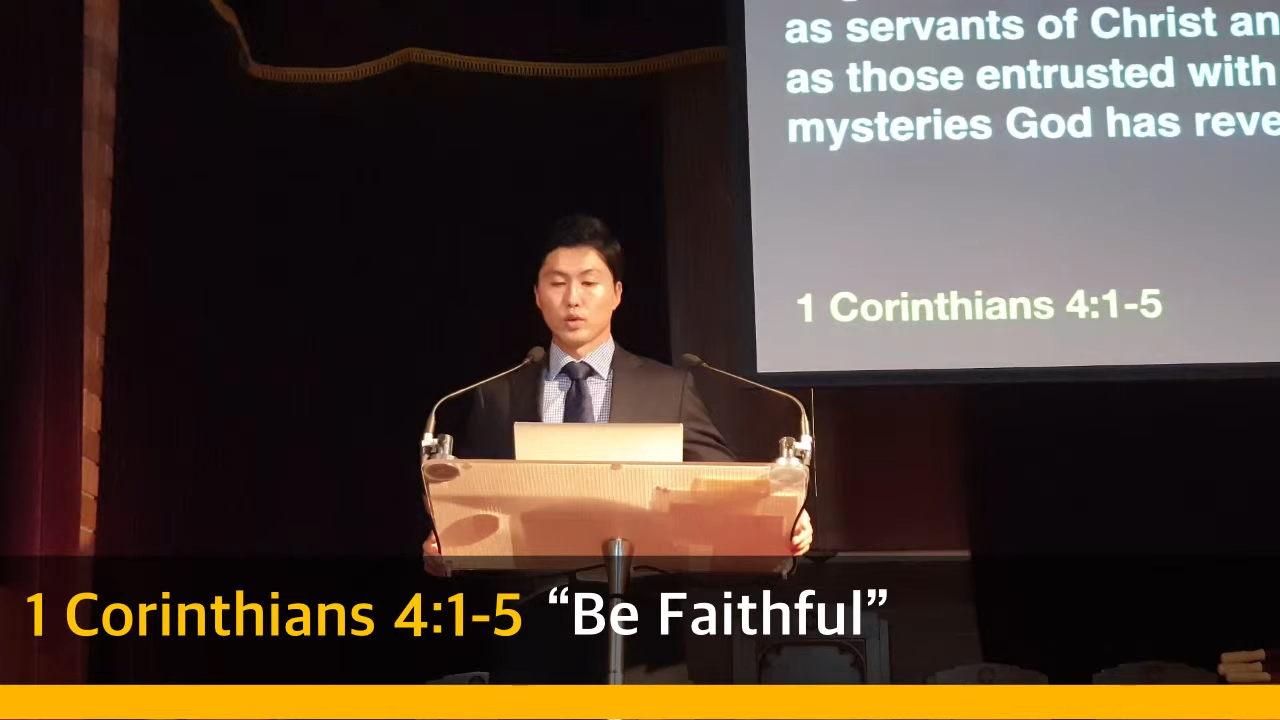 as servants of Christ an
as those entrusted with
mysteries God has reve
1 Corinthians 4:1-5
1 Corinthians 4:1-5 “Be Faithful”